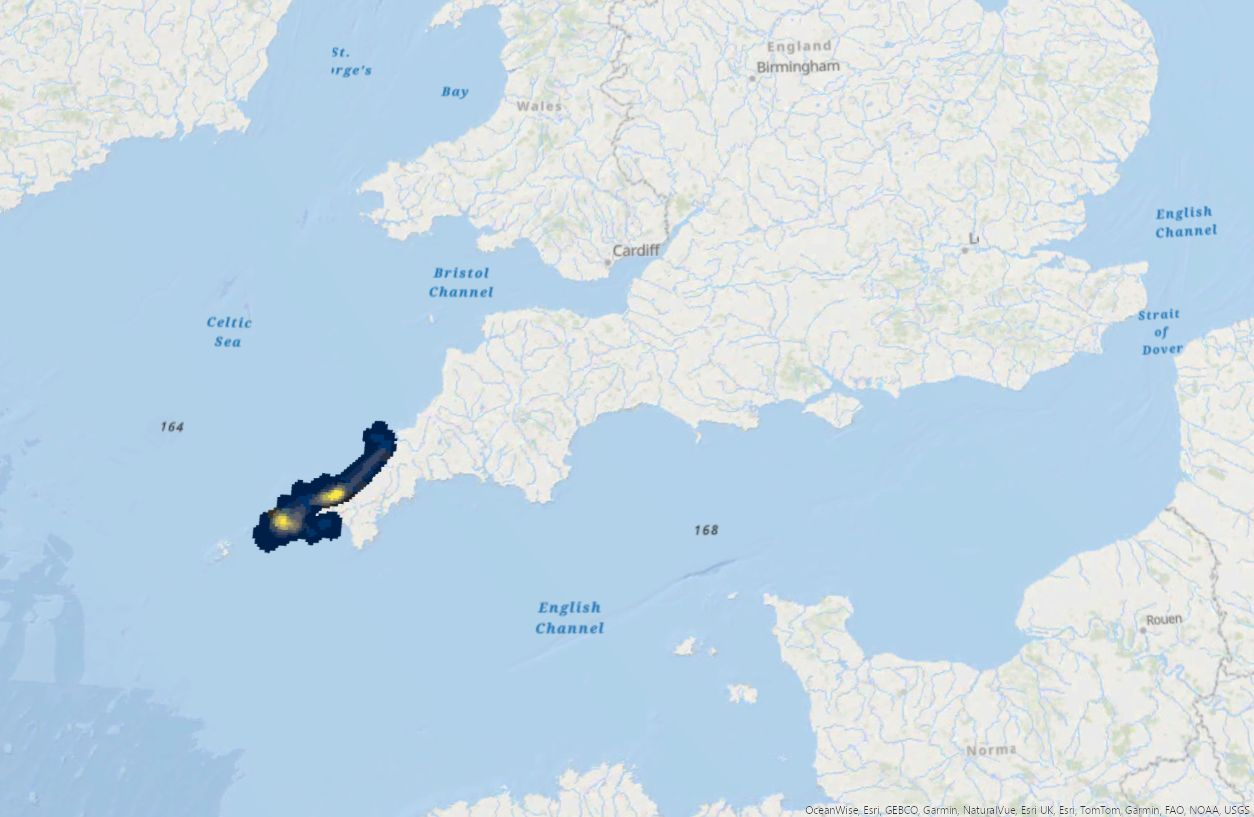 England
Birmingham
St.
rge's
Bay
Wales
English
Channel
Cardiff
L
Bristol
Channel
Strait
of
Dover
Celtic
Sea
164
168
English
Channel
Rouen
Norma
OceanWise, Esri, GEBCO, Garmin, NaturalVue, Esri UK, Esri, TomTom, Garmin, FAO, NOAA, USGS